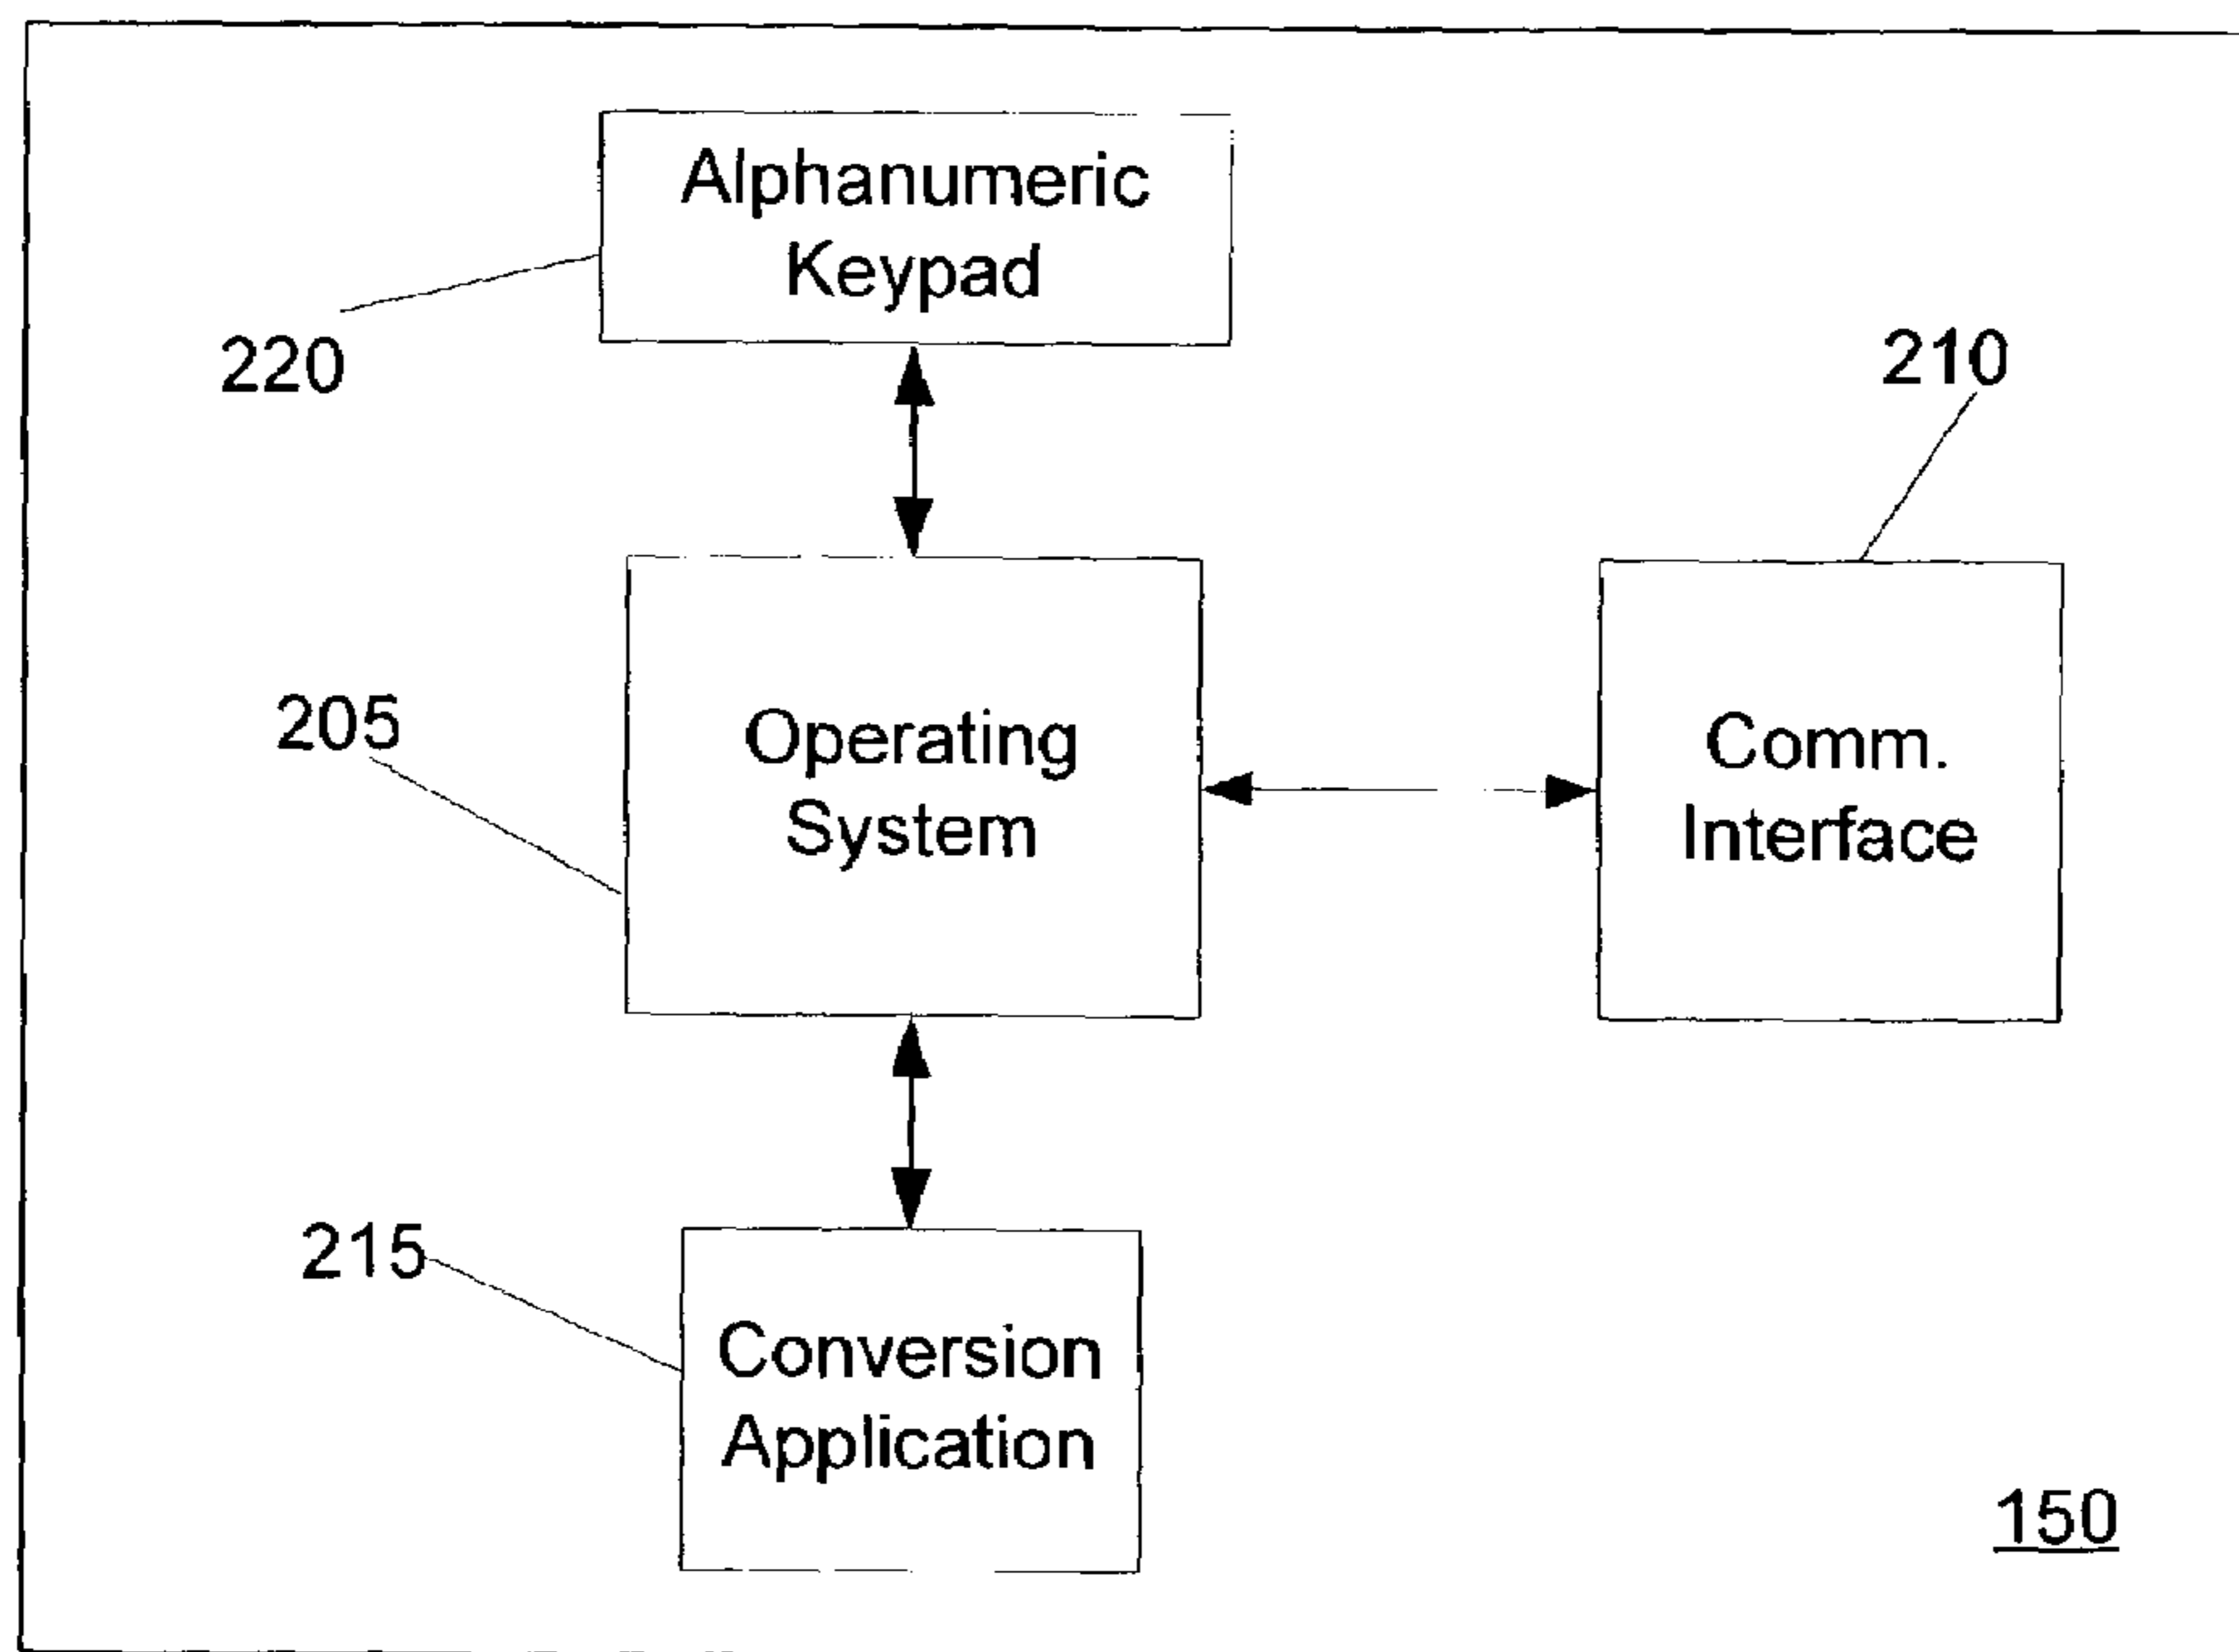 Alphanumeric
Keypad
220
210
205
Operating
System
Comm.
Interface
215
Conversion
Application
150